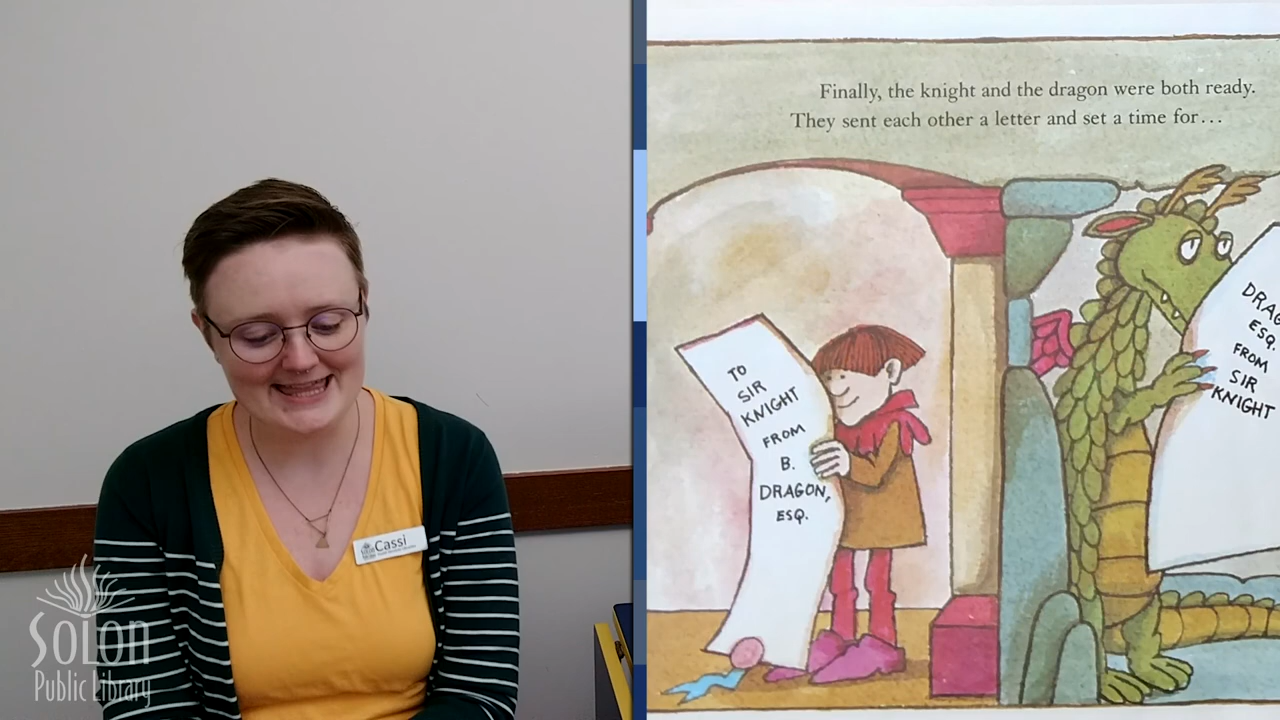 Finally, the knight and the dragon were both ready.
They sent each other a letter and set a time for...
TO
SIR
KNIGHT
FROM
B.
DRAGON,
ESQ.
DRAG
ESQ.
FROM
SIR
KNIGHT
SOLON
Cassi
SOLON
Public Library